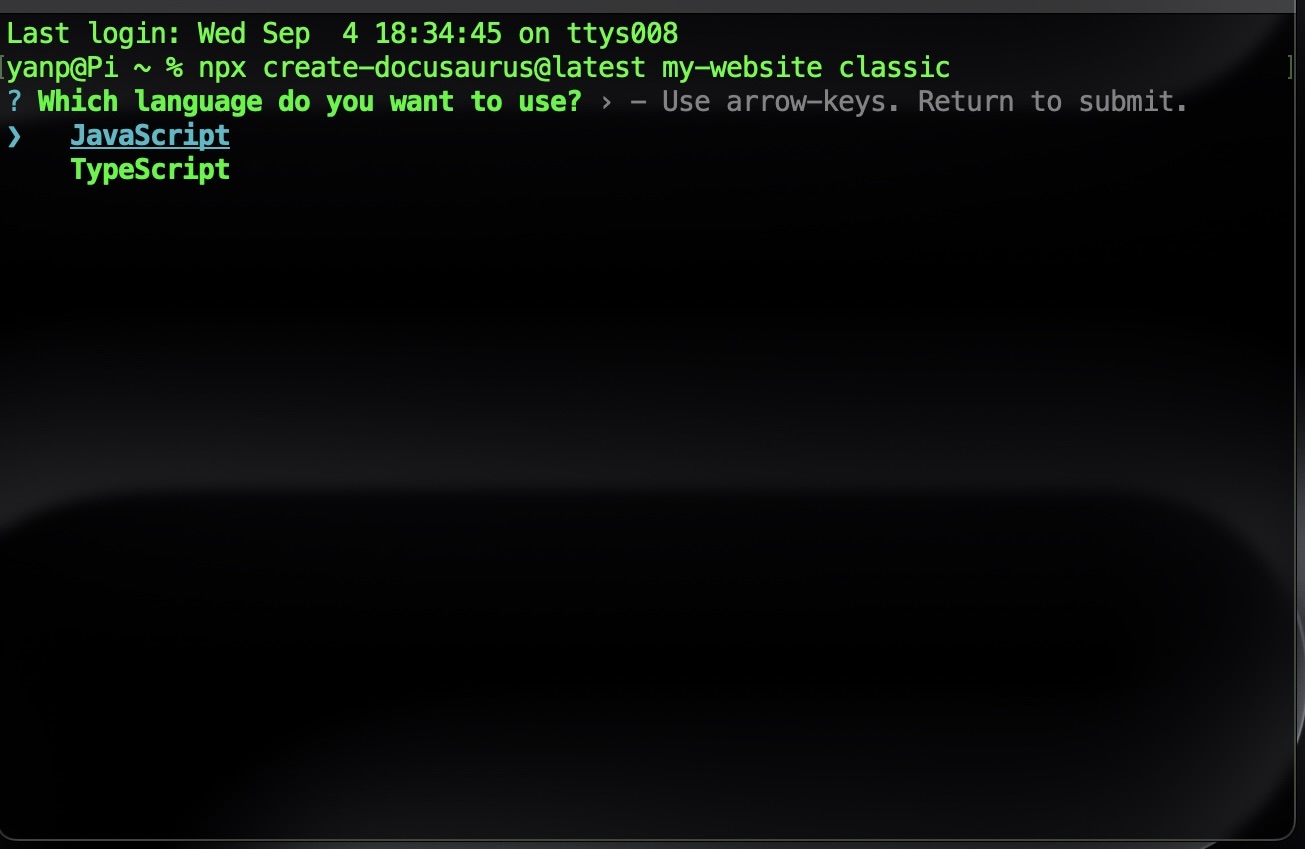 Last login: Wed Sep  4 18:34:45 on ttys008
[yanp@Pi ~ % npx create-docusaurus@latest my-website classic ]
? Which language do you want to use? › - Use arrow-keys. Return to submit.
❯   JavaScript
    TypeScript